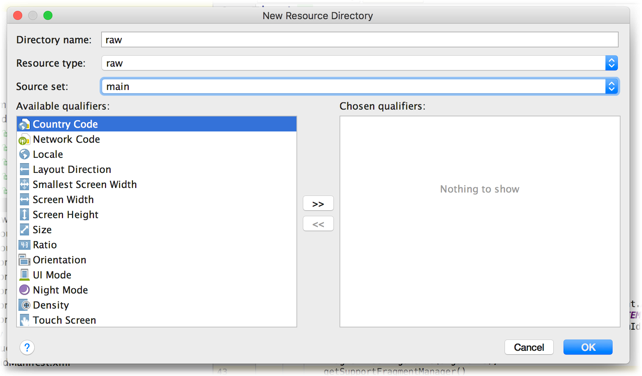 New Resource Directory
Directory name: raw
Resource type: raw
Source set: main
Available qualifiers:
Chosen qualifiers:
Country Code
Network Code
Locale
Layout Direction
Smallest Screen Width
Screen Width
Screen Height
Size
Ratio
Orientation
UI Mode
Night Mode
Density
Touch Screen
>>
<<
Nothing to show
?
Cancel
OK
getSupportFragmentManager()